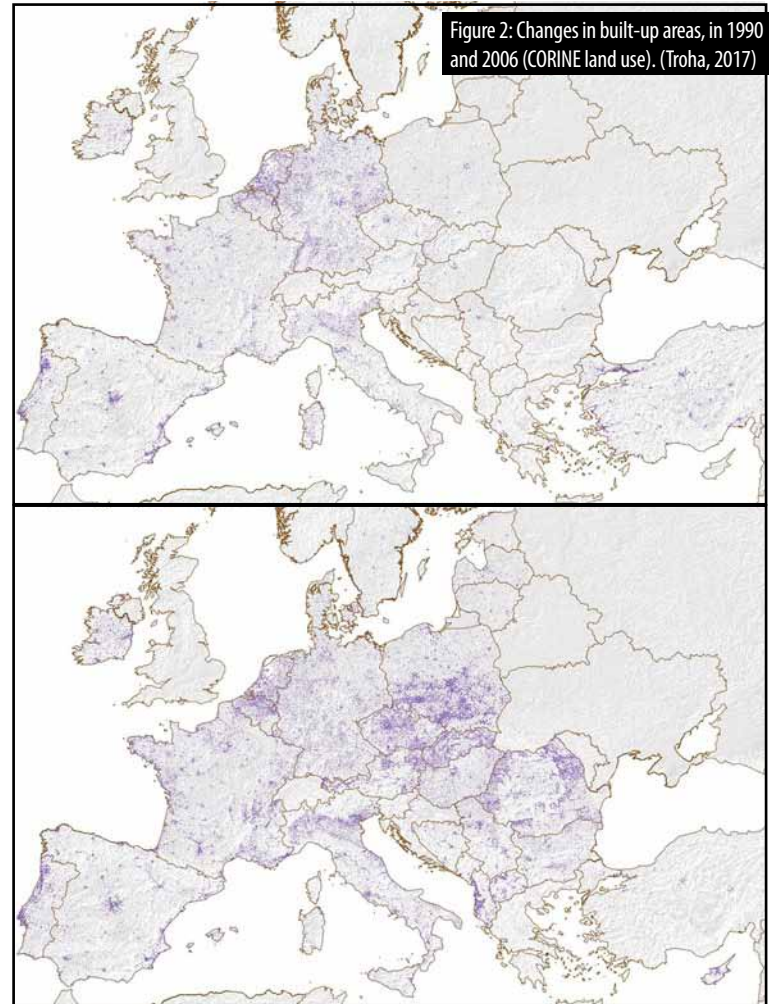 Figure 2: Changes in built-up areas, in 1990
and 2006 (CORINE land use). (Troha, 2017)